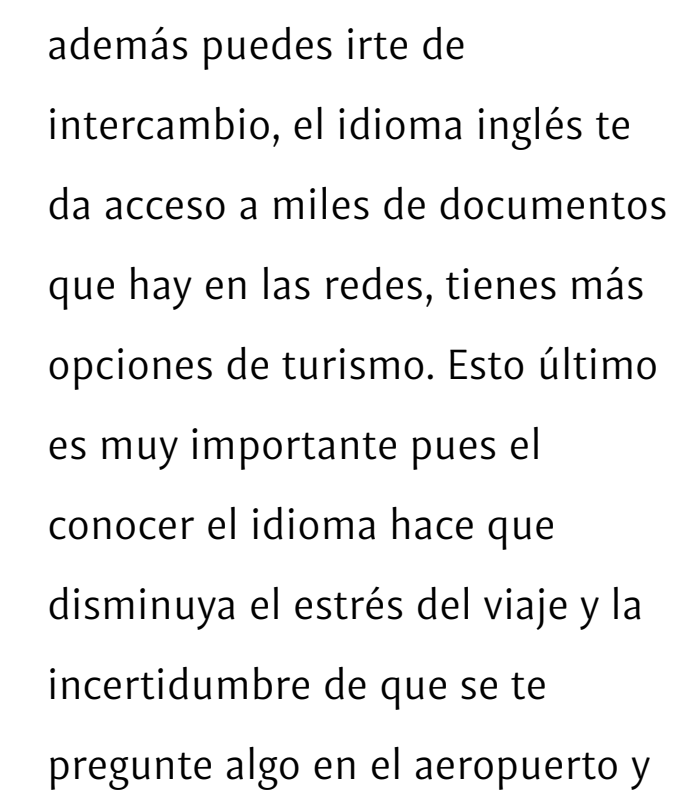 además puedes irte de
intercambio, el idioma inglés te
da acceso a miles de documentos
que hay en las redes, tienes más
opciones de turismo. Esto último
es muy importante pues el
conocer el idioma hace que
disminuya el estrés del viaje y la
incertidumbre de que se te
pregunte algo en el aeropuerto y